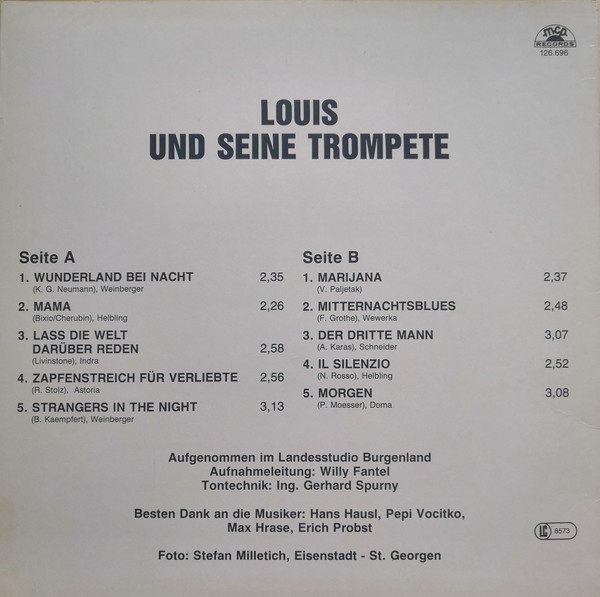 mcp
RECORDS
126.696
LOUIS
UND SEINE TROMPETE
Seite A
1. WUNDERLAND BEI NACHT 2,35
(K. G. Neumann), Weinberger
2. MAMA 2,26
(Bixio/Cherubin), Helbling
3. LASS DIE WELT
DARÜBER REDEN 2,58
(Livinstone), Indra
4. ZAPFENSTREICH FÜR VERLIEBTE 2,56
(R. Stolz), Astoria
5. STRANGERS IN THE NIGHT 3,13
(B. Kaempfert), Weinberger
Seite B
1. MARIJANA 2,37
(V. Paljetak)
2. MITTERNACHTSBLUES 2,48
(F. Grothe), Wewerka
3. DER DRITTE MANN 3,07
(A. Karas), Schneider
4. IL SILENZIO 2,52
(N. Rosso), Helbling
5. MORGEN 3,08
(P. Moesser), Doma
Aufgenommen im Landesstudio Burgenland
Aufnahmeleitung: Willy Fantel
Tontechnik: Ing. Gerhard Spurny
Besten Dank an die Musiker: Hans Hausl, Pepi Vocitko,
Max Hrase, Erich Probst
LC 8573
Foto: Stefan Milletich, Eisenstadt - St. Georgen